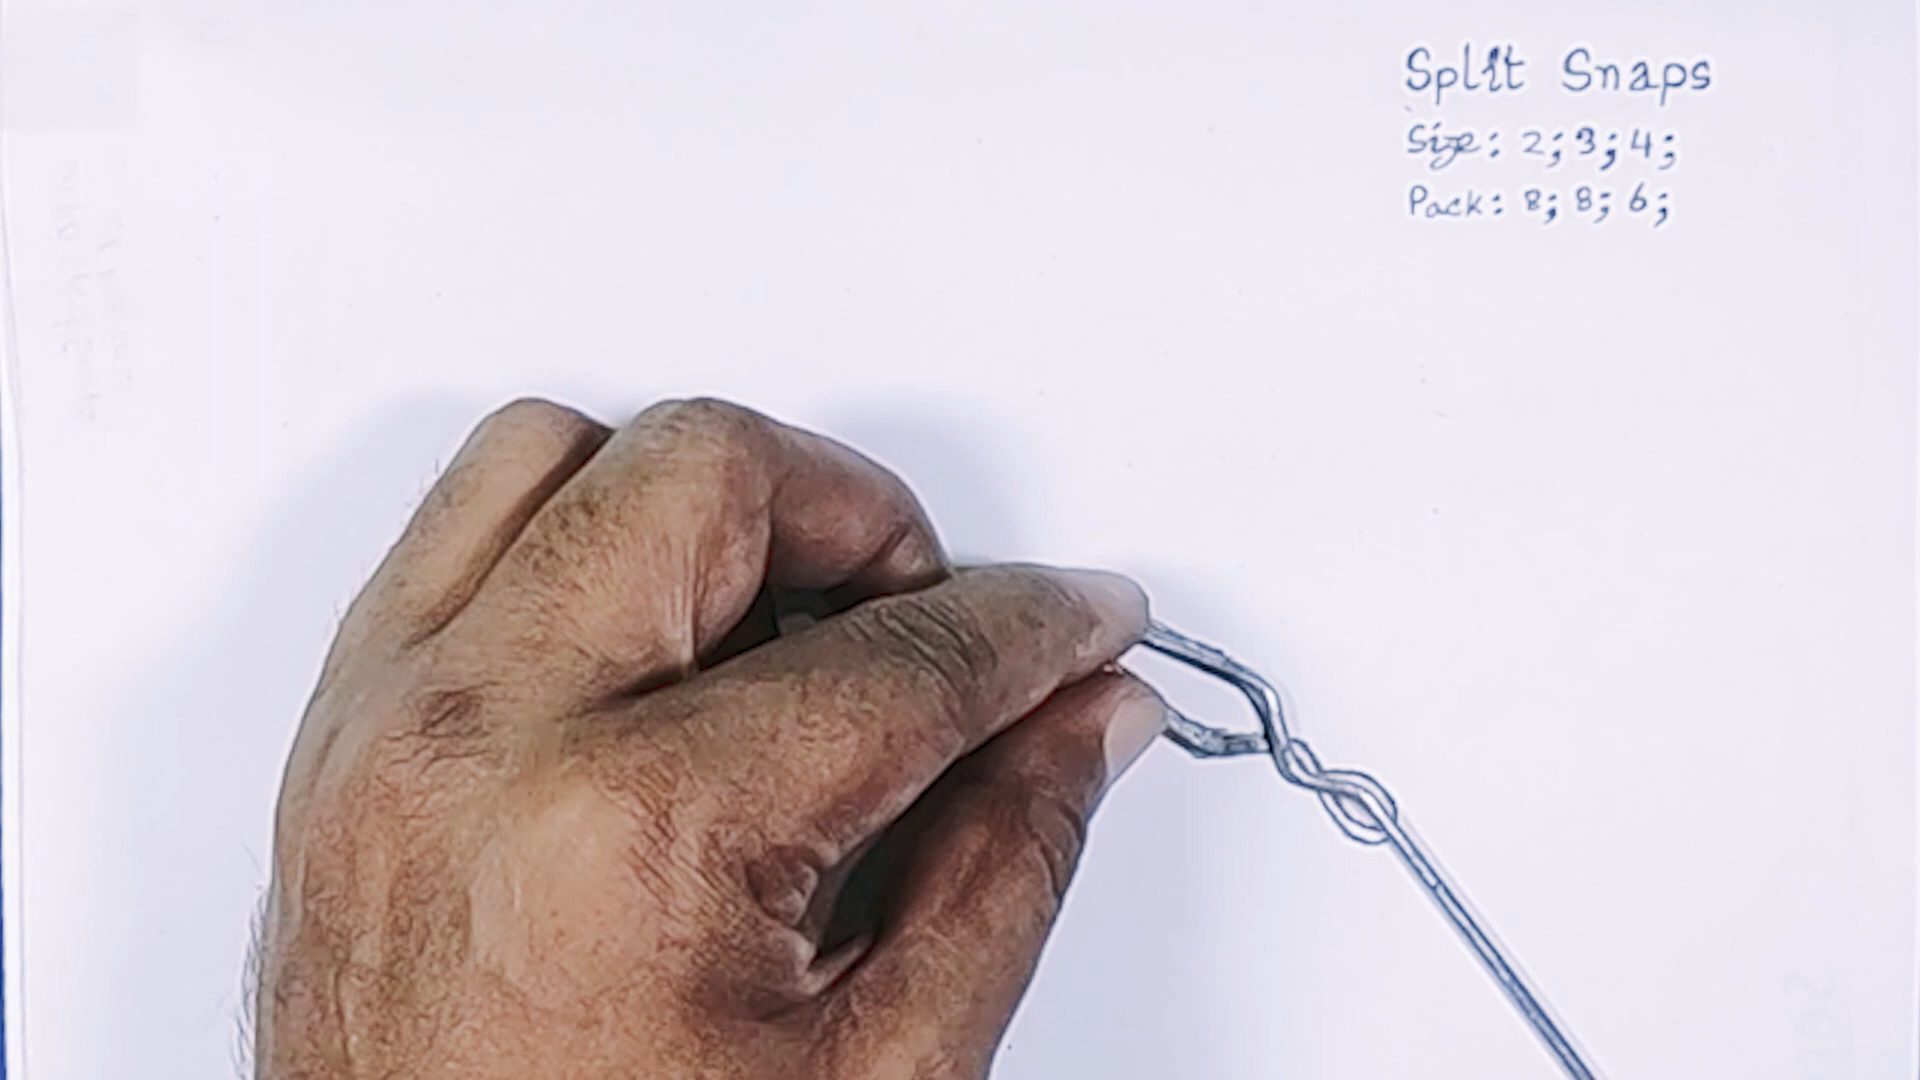 Split Snaps
Size: 2; 3; 4;
Pack: 8; 8; 6;